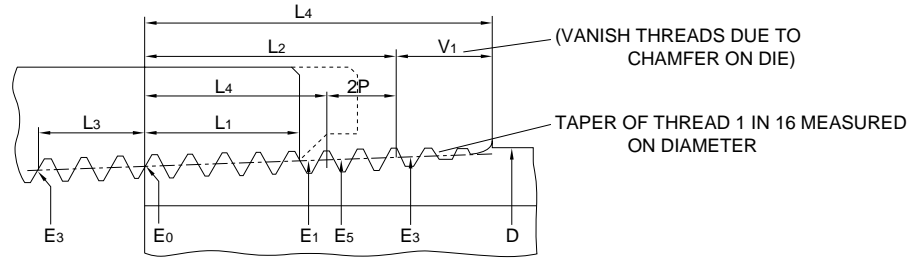 L4
L2
V1
(VANISH THREADS DUE TO
CHAMFER ON DIE)
L4
2P
L3
L1
TAPER OF THREAD 1 IN 16 MEASURED
ON DIAMETER
E3
E0
E1
E5
E3
D